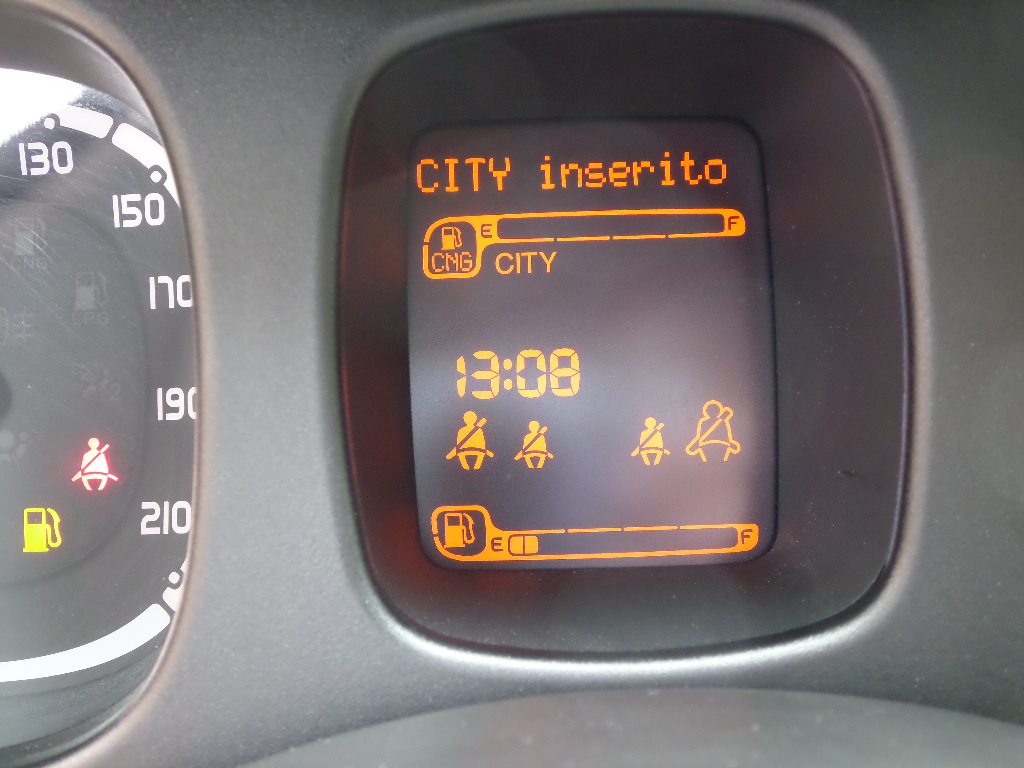 CITY inserito
E F
CNG CITY
13:08
E F
130
150
170
190
210